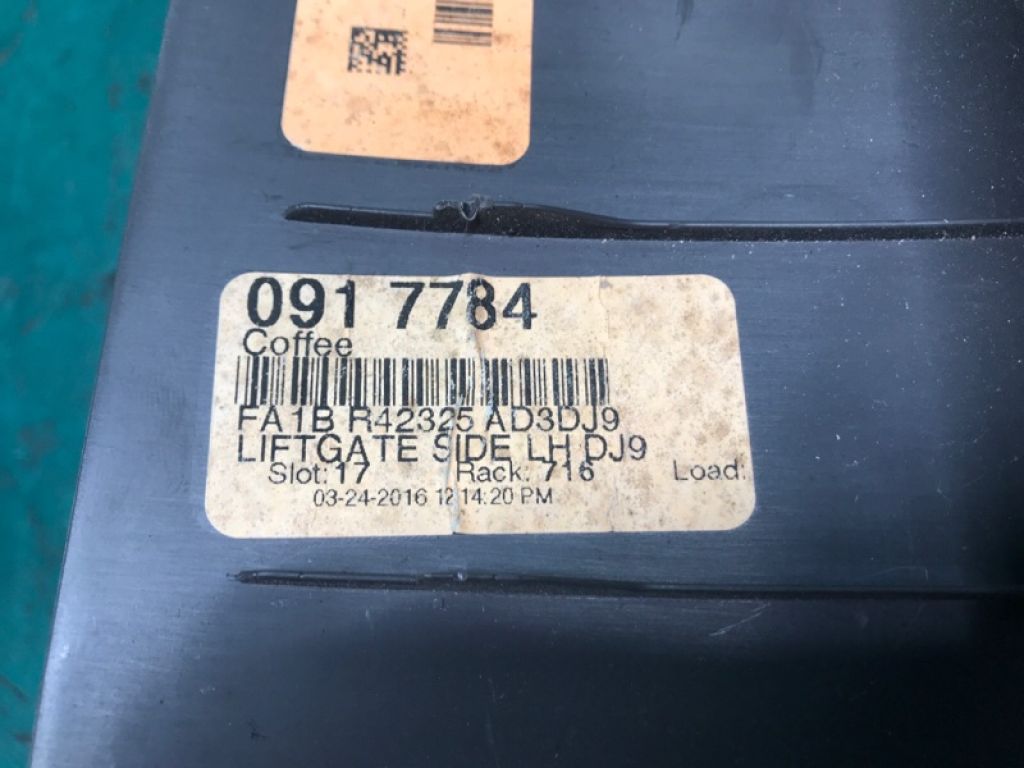 091 7784
Coffee
FA1B R42325 AD3DJ9
LIFTGATE SIDE LH DJ9
Slot: 17 Rack: 716 Load:
03-24-2016 12:14:20 PM